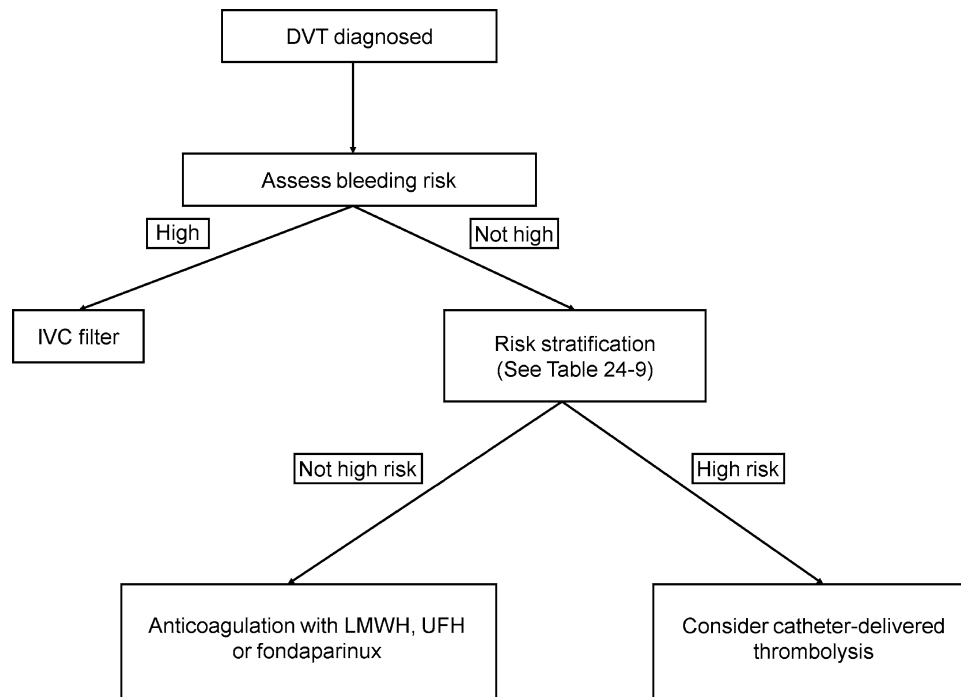 DVT diagnosed
Assess bleeding risk
High
Not high
IVC filter
Risk stratification
(See Table 24-9)
Not high risk
High risk
Anticoagulation with LMWH, UFH
or fondaparinux
Consider catheter-delivered
thrombolysis